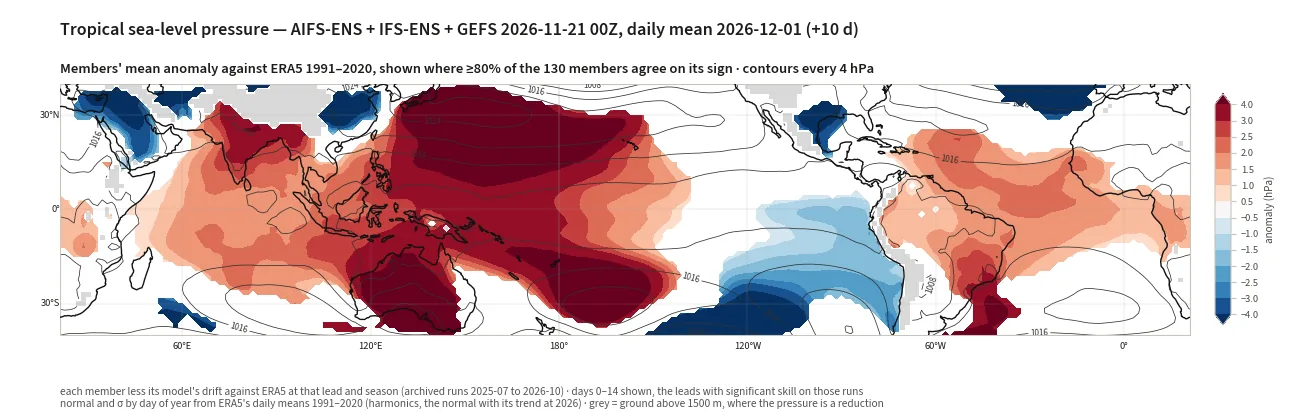 Tropical sea-level pressure — AIFS-ENS + IFS-ENS + GEFS 2026-11-21 00Z, daily mean 2026-12-01 (+10 d)
Members' mean anomaly against ERA5 1991–2020, shown where ≥80% of the 130 members agree on its sign · contours every 4 hPa
1016
1008
4.0
30°N
1016
1016
3.0
1016
2.0
1016
1.5
1.0
0°
0.5
−0.5
−1.0
−1.5
1016
−2.0
1008
30°S
−3.0
1016
1016
−4.0
anomaly (hPa)
60°E
120°E
180°
120°W
60°W
0°
each member less its model's drift against ERA5 at that lead and season (archived runs 2025-07 to 2026-10) · days 0–14 shown, the leads with significant skill on those runs
normal and σ by day of year from ERA5's daily means 1991–2020 (harmonics, the normal with its trend at 2026) · grey = ground above 1500 m, where the pressure is a reduction